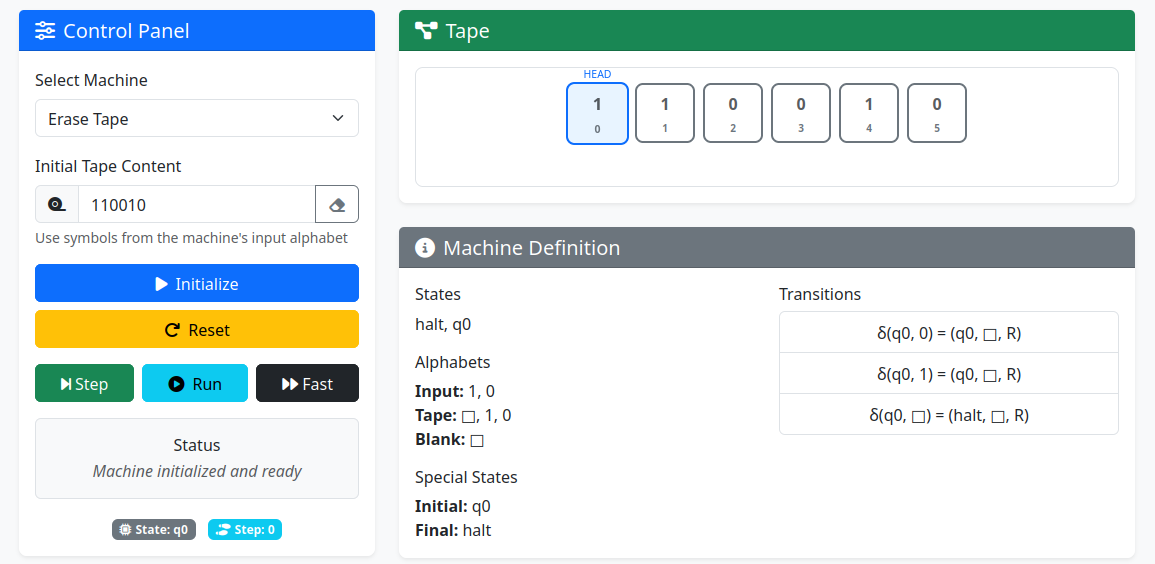 Control Panel
Select Machine
Erase Tape
Initial Tape Content
110010
Use symbols from the machine's input alphabet
Initialize
Reset
Step
Run
Fast
Status
Machine initialized and ready
State: q0
Step: 0
Tape
HEAD
1 1 0 0 1 0
0 1 2 3 4 5
Machine Definition
States
halt, q0
Alphabets
Input: 1, 0
Tape: □, 1, 0
Blank: □
Special States
Initial: q0
Final: halt
Transitions
δ(q0, 0) = (q0, □, R)
δ(q0, 1) = (q0, □, R)
δ(q0, □) = (halt, □, R)